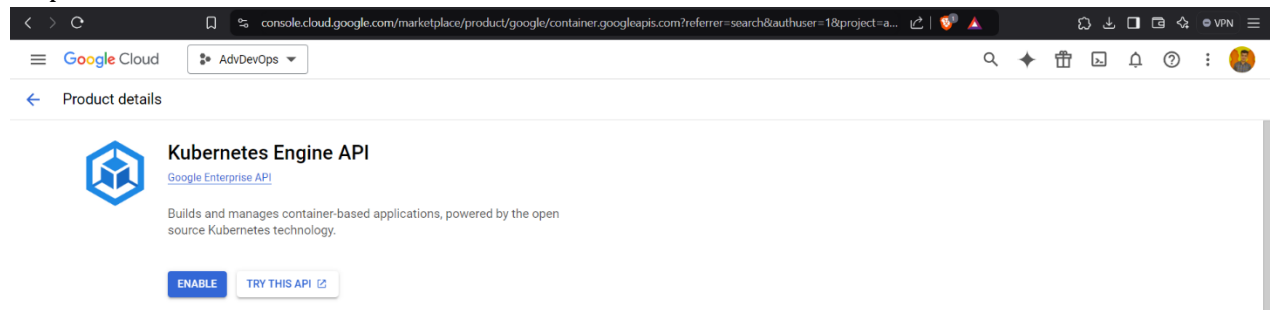 console.cloud.google.com/marketplace/product/google/container.googleapis.com?referrer=search&authuser=1&project=a...
VPN
Google Cloud
AdvDevOps
Product details
Kubernetes Engine API
Google Enterprise API
Builds and manages container-based applications, powered by the open
source Kubernetes technology.
ENABLE
TRY THIS API